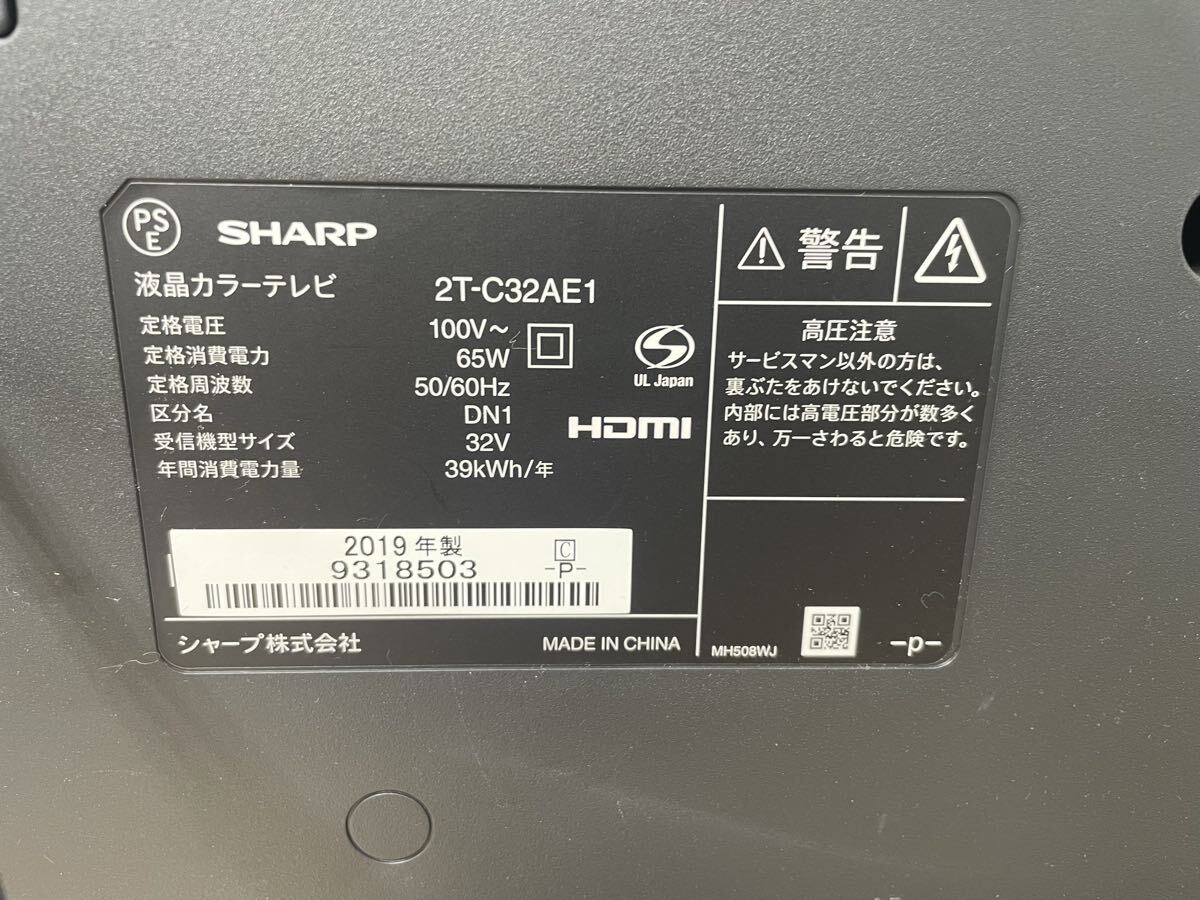 PSE
SHARP
液晶カラーテレビ 2T-C32AE1
定格電圧 100V～
定格消費電力 65W
定格周波数 50/60Hz
区分名 DN1
受信機型サイズ 32V
年間消費電力量 39kWh/年
S
UL Japan
HDMI
2019年製 C
9318503 -P-
シャープ株式会社 MADE IN CHINA
警告
高圧注意
サービスマン以外の方は、
裏ぶたをあけないでください。
内部には高電圧部分が数多く
あり、万一さわると危険です。
MH508WJ -p-